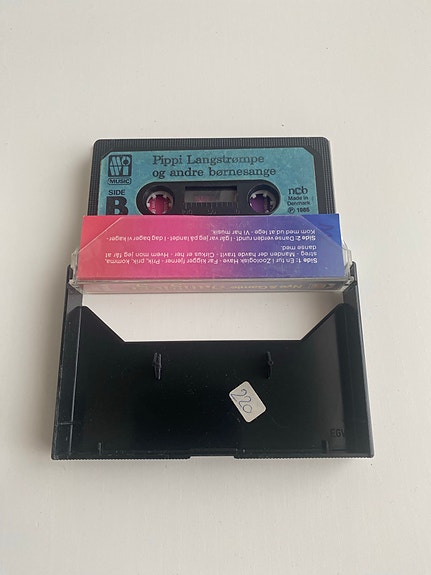 MUSIC
Pippi Langstrømpe
og andre børnesange
SIDE
B
ncb
Made in
Denmark
℗ 1986
Side 1: En tur i Zoologisk Have - Far kigger fjerner - Prik, prik, komma,
streg - Manden der havde travlt - Cirkus er her - Hvem mon jeg får at
danse med.
Side 2: Danse verden rundt - I går var jeg på landet - I dag bager vi kager -
Kom med ud at lege - Vi har musik.
220